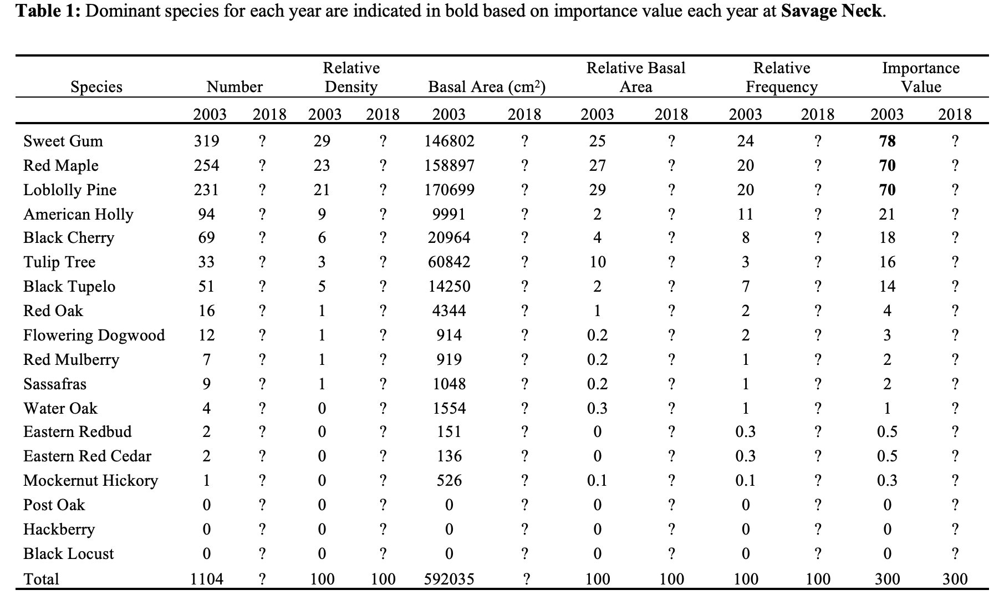 Table 1: Dominant species for each year are indicated in bold based on importance value each year at Savage Neck.
Species Number Relative Density Basal Area (cm²) Relative Basal Area Relative Frequency Importance Value
2003 2018 2003 2018 2003 2018 2003 2018 2003 2018 2003 2018
Sweet Gum 319 ? 29 ? 146802 ? 25 ? 24 ? 78 ?
Red Maple 254 ? 23 ? 158897 ? 27 ? 20 ? 70 ?
Loblolly Pine 231 ? 21 ? 170699 ? 29 ? 20 ? 70 ?
American Holly 94 ? 9 ? 9991 ? 2 ? 11 ? 21 ?
Black Cherry 69 ? 6 ? 20964 ? 4 ? 8 ? 18 ?
Tulip Tree 33 ? 3 ? 60842 ? 10 ? 3 ? 16 ?
Black Tupelo 51 ? 5 ? 14250 ? 2 ? 7 ? 14 ?
Red Oak 16 ? 1 ? 4344 ? 1 ? 2 ? 4 ?
Flowering Dogwood 12 ? 1 ? 914 ? 0.2 ? 2 ? 3 ?
Red Mulberry 7 ? 1 ? 919 ? 0.2 ? 1 ? 2 ?
Sassafras 9 ? 1 ? 1048 ? 0.2 ? 1 ? 2 ?
Water Oak 4 ? 0 ? 1554 ? 0.3 ? 1 ? 1 ?
Eastern Redbud 2 ? 0 ? 151 ? 0 ? 0.3 ? 0.5 ?
Eastern Red Cedar 2 ? 0 ? 136 ? 0 ? 0.3 ? 0.5 ?
Mockernut Hickory 1 ? 0 ? 526 ? 0.1 ? 0.1 ? 0.3 ?
Post Oak 0 ? 0 ? 0 ? 0 ? 0 ? 0 ?
Hackberry 0 ? 0 ? 0 ? 0 ? 0 ? 0 ?
Black Locust 0 ? 0 ? 0 ? 0 ? 0 ? 0 ?
Total 1104 ? 100 100 592035 ? 100 100 100 100 300 300